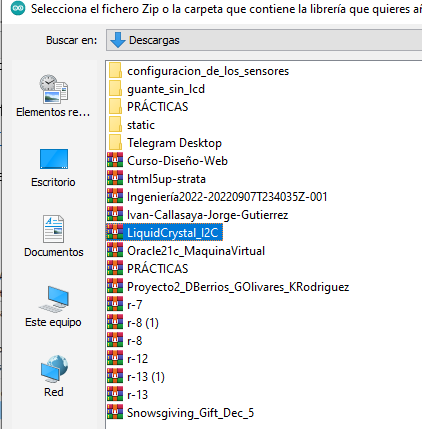 Selecciona el fichero Zip o la carpeta que contiene la librería que quieres añ
Buscar en:
Descargas
Elementos re...
Escritorio
Documentos
Este equipo
Red
configuracion_de_los_sensores
guante_sin_lcd
PRÁCTICAS
static
Telegram Desktop
Curso-Diseño-Web
html5up-strata
Ingeniería2022-20220907T234035Z-001
Ivan-Callasaya-Jorge-Gutierrez
LiquidCrystal_I2C
Oracle21c_MaquinaVirtual
PRÁCTICAS
Proyecto2_DBerrios_GOlivares_KRodriguez
r-7
r-8 (1)
r-8
r-12
r-13 (1)
r-13
Snowsgiving_Gift_Dec_5